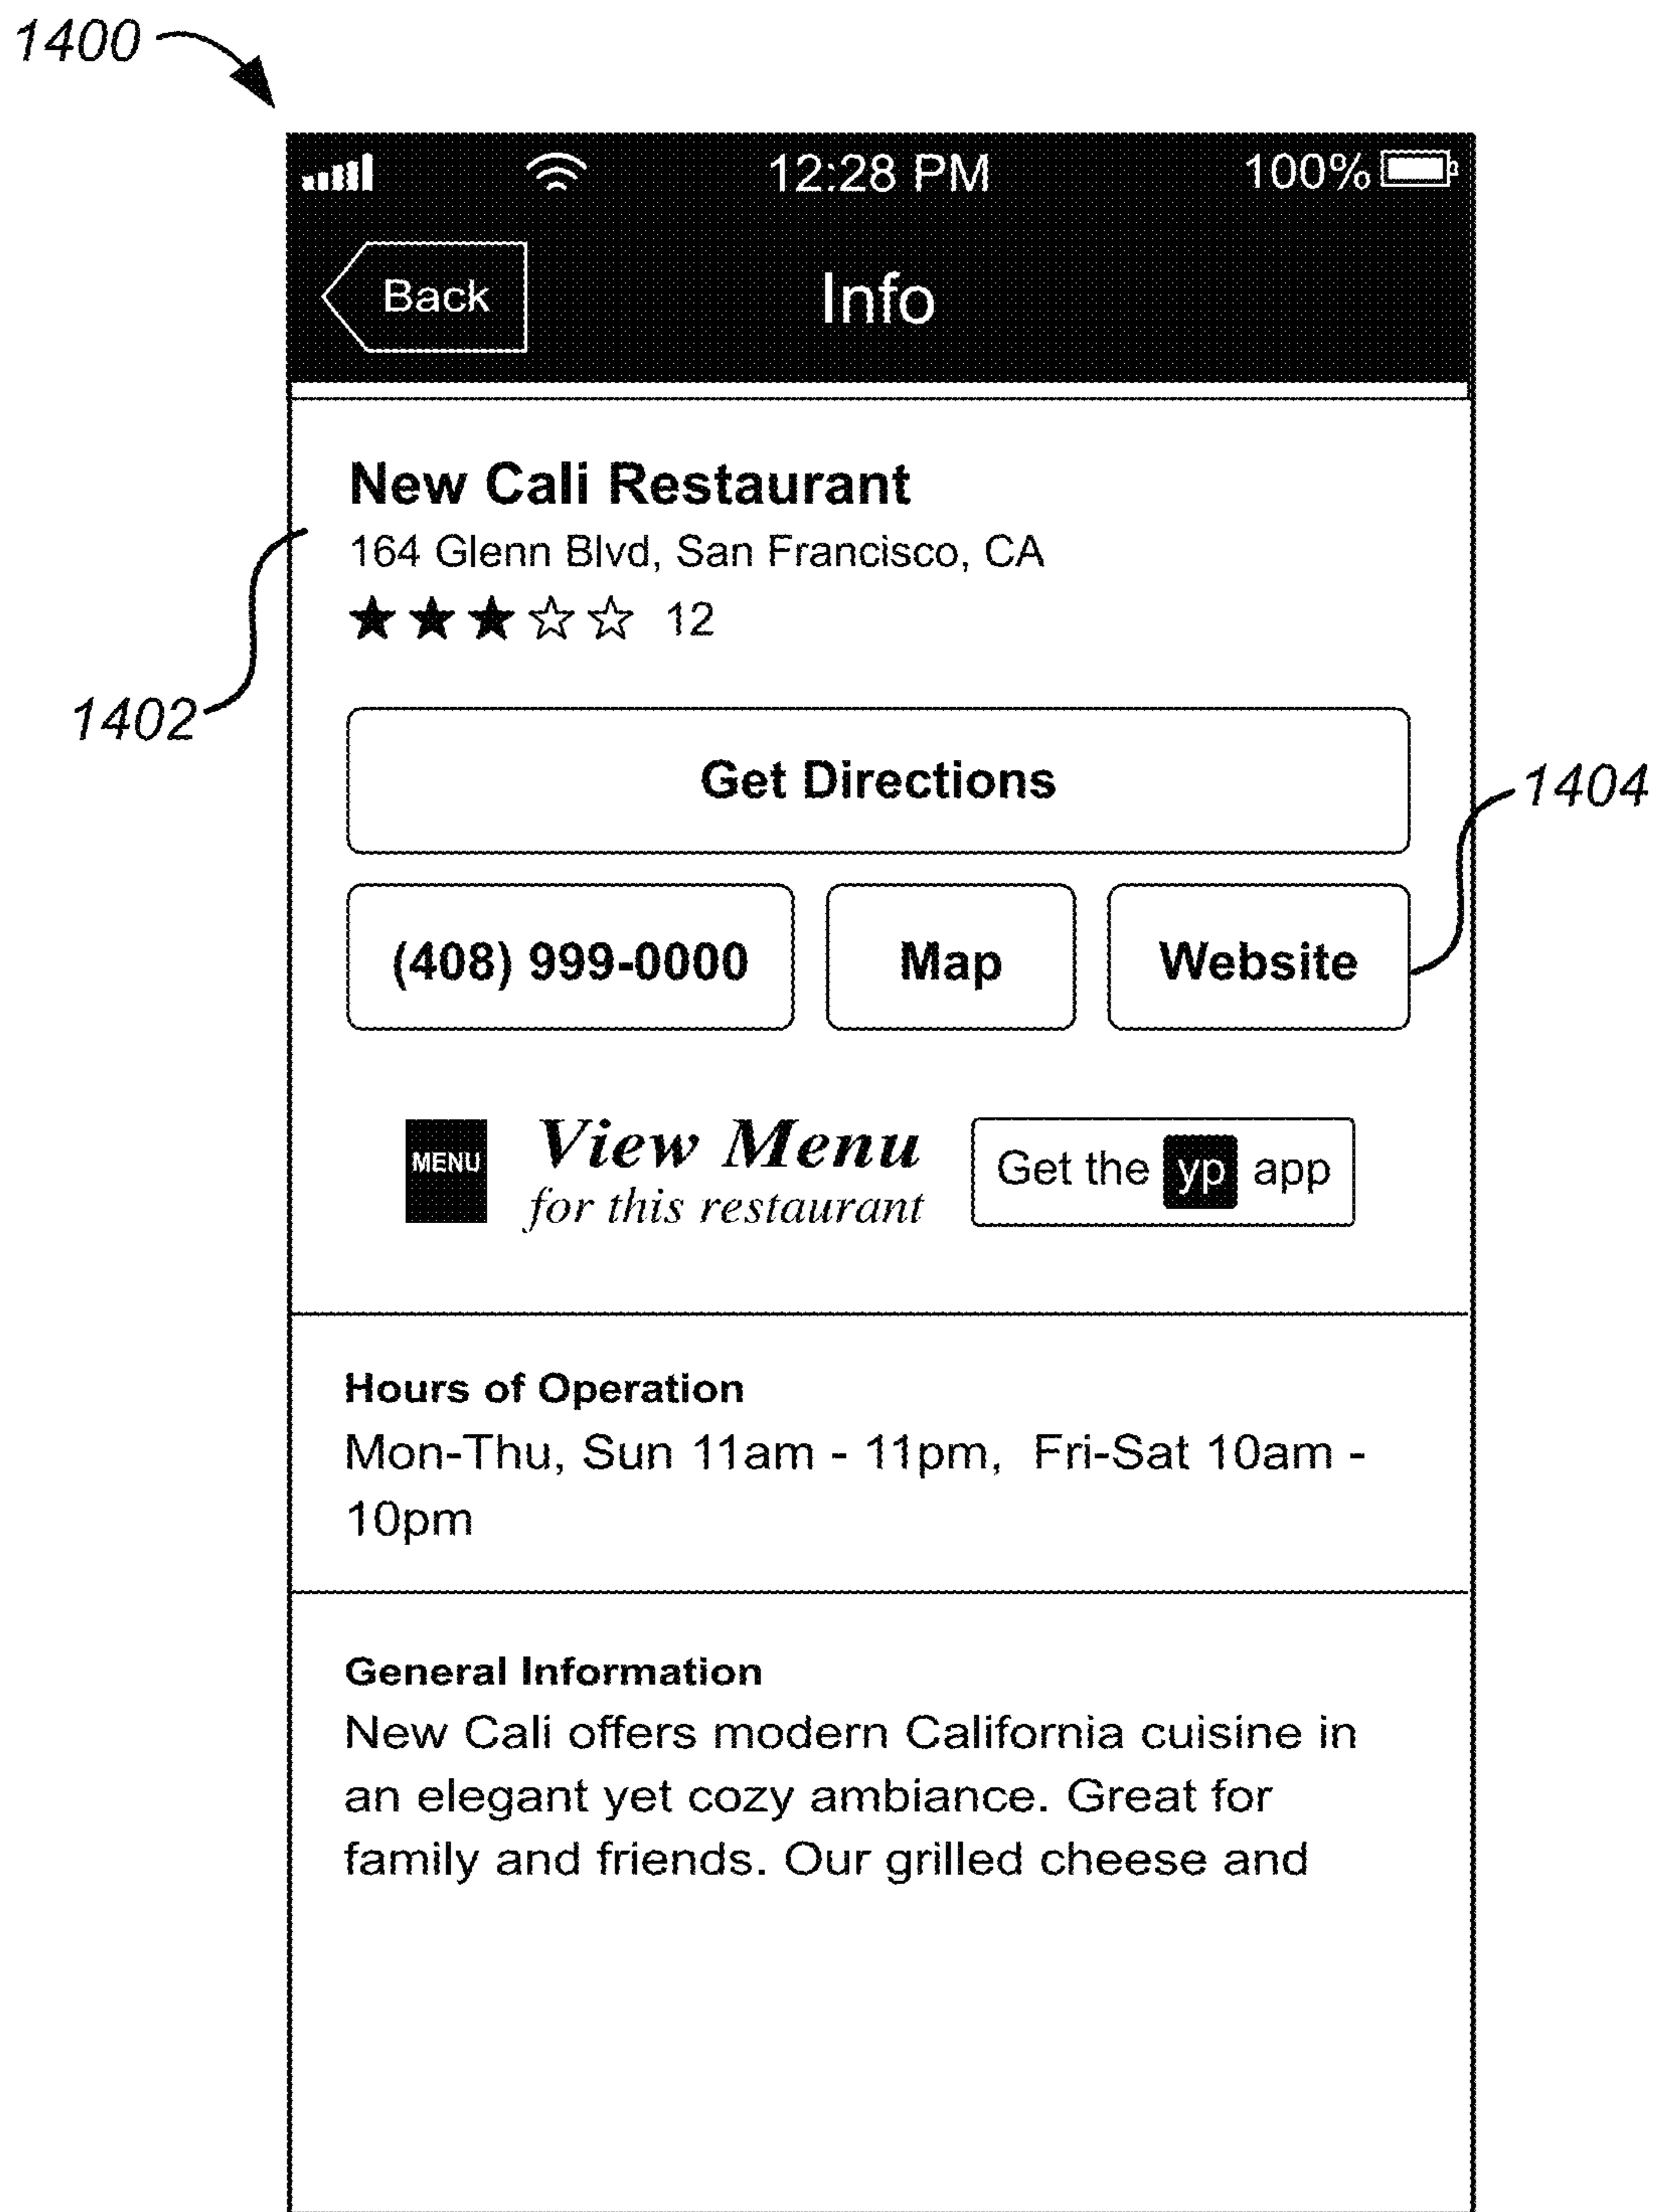 1400
12:28 PM 100%
Back Info
New Cali Restaurant
164 Glenn Blvd, San Francisco, CA
12
1402
Get Directions
1404
(408) 999-0000 Map Website
MENU View Menu Get the yp app
for this restaurant
Hours of Operation
Mon-Thu, Sun 11am - 11pm, Fri-Sat 10am -
10pm
General Information
New Cali offers modern California cuisine in
an elegant yet cozy ambiance. Great for
family and friends. Our grilled cheese and